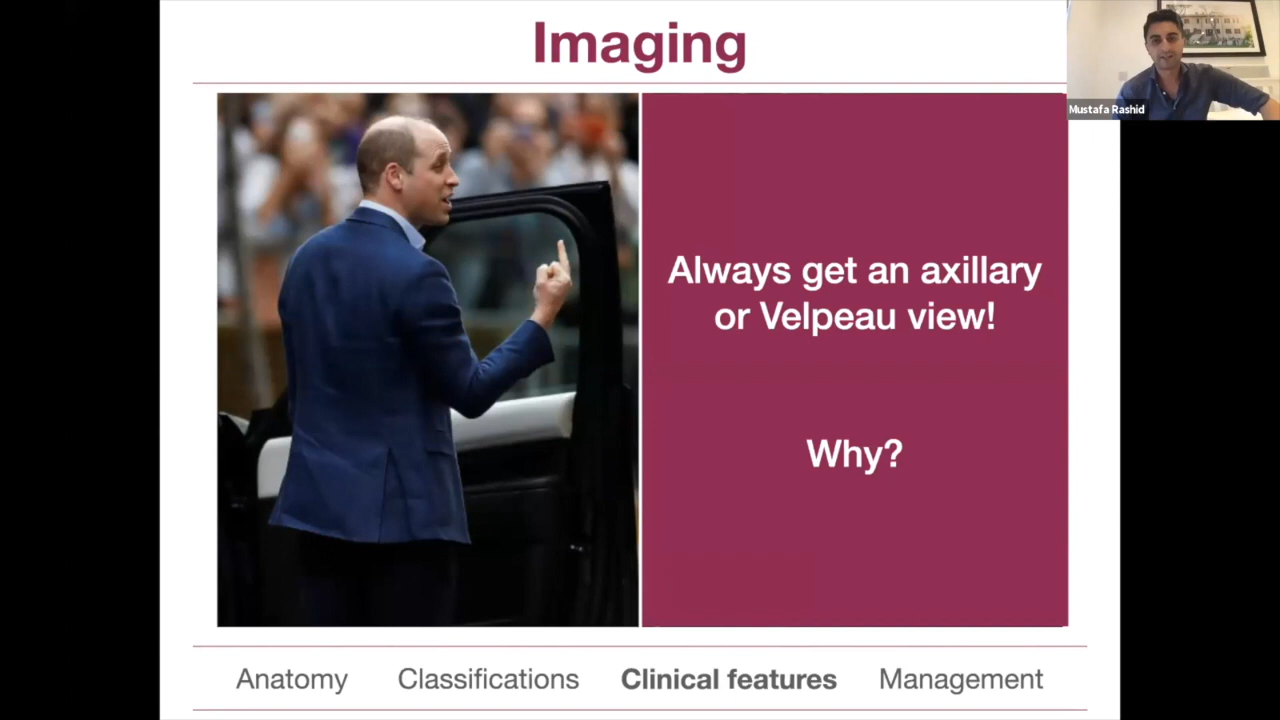 Imaging
Mustafa Rashid
Always get an axillary
or Velpeau view!
Why?
Anatomy Classifications Clinical features Management